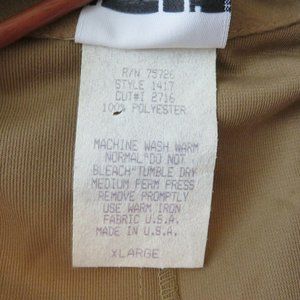 R/N 75726
STYLE 1417
CUT#I 2716
100% POLYESTER
MACHINE WASH WARM
NORMAL"DO NOT
BLEACH"TUMBLE DRY
MEDIUM PERM PRESS
REMOVE PROMPTLY
USE WARM IRON
FABRIC U.S.A.
MADE IN U.S.A.
XLARGE